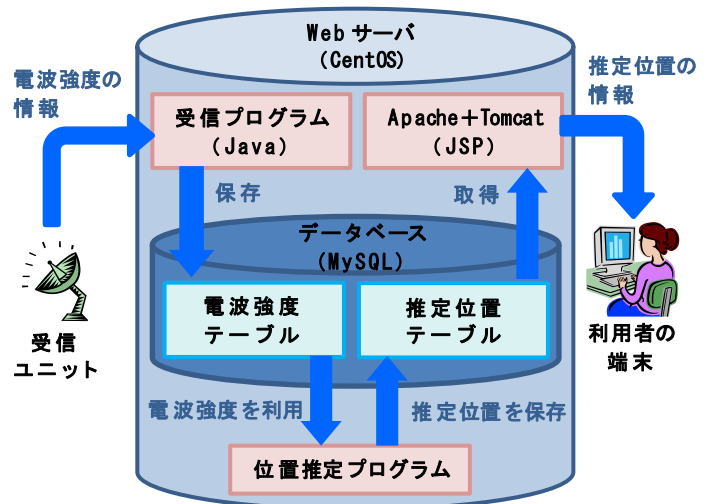 Webサーバ
(CentOS)
電波強度の
情報
推定位置の
情報
受信プログラム
(Java)
Apache+Tomcat
(JSP)
保存
取得
データベース
(MySQL)
電波強度
テーブル
推定位置
テーブル
受信
ユニット
利用者の
端末
電波強度を利用
推定位置を保存
位置推定プログラム